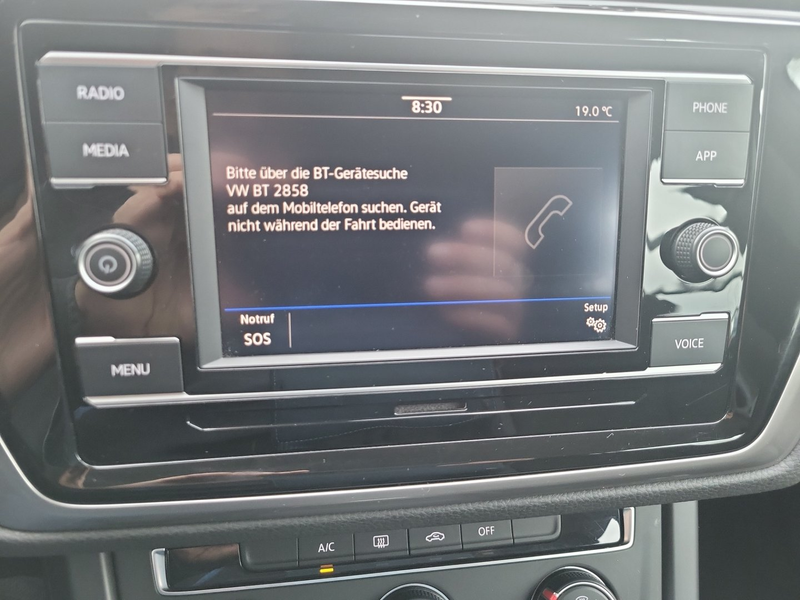 RADIO
MEDIA
MENU
8:30
19.0 °C
Bitte über die BT-Gerätesuche
VW BT 2858
auf dem Mobiltelefon suchen. Gerät
nicht während der Fahrt bedienen.
Notruf
SOS
Setup
PHONE
APP
VOICE
A/C
OFF